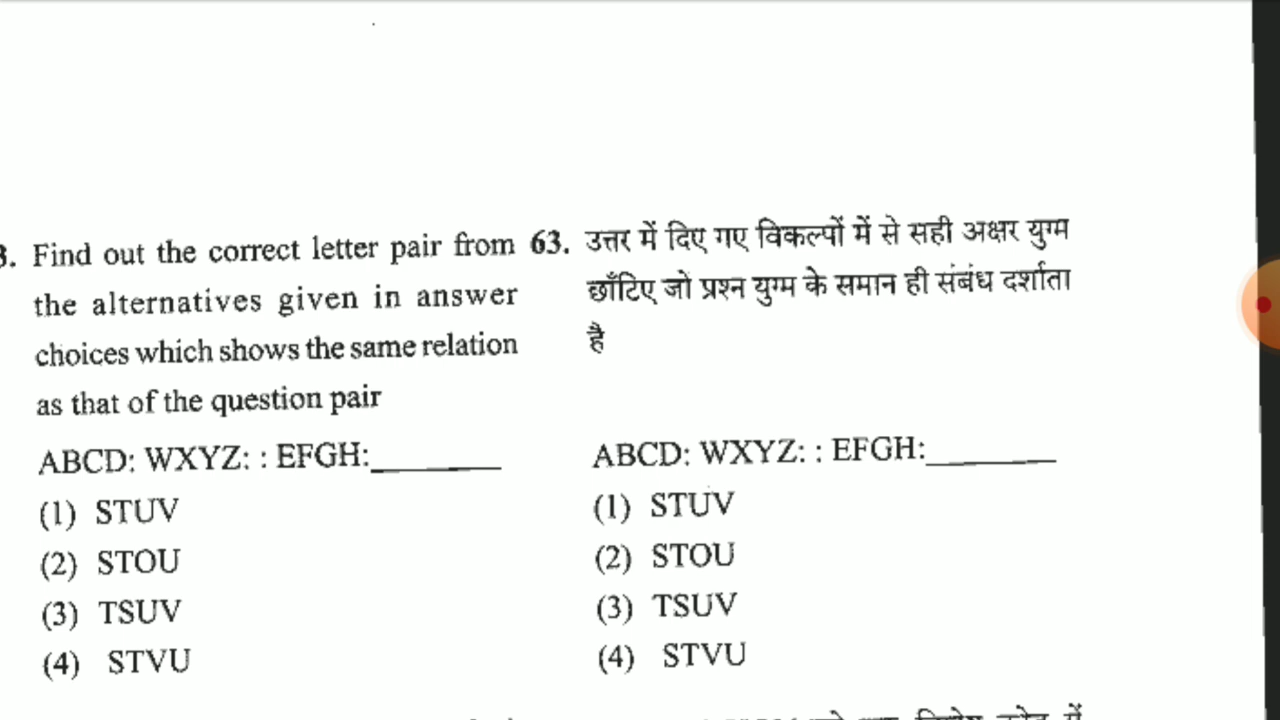 3. Find out the correct letter pair from
the alternatives given in answer
choices which shows the same relation
as that of the question pair
ABCD: WXYZ: : EFGH:________
(1) STUV
(2) STOU
(3) TSUV
(4) STVU
63. उत्तर में दिए गए विकल्पों में से सही अक्षर युग्म
छाँटिए जो प्रश्न युग्म के समान ही संबंध दर्शाता
है
ABCD: WXYZ: : EFGH:________
(1) STUV
(2) STOU
(3) TSUV
(4) STVU